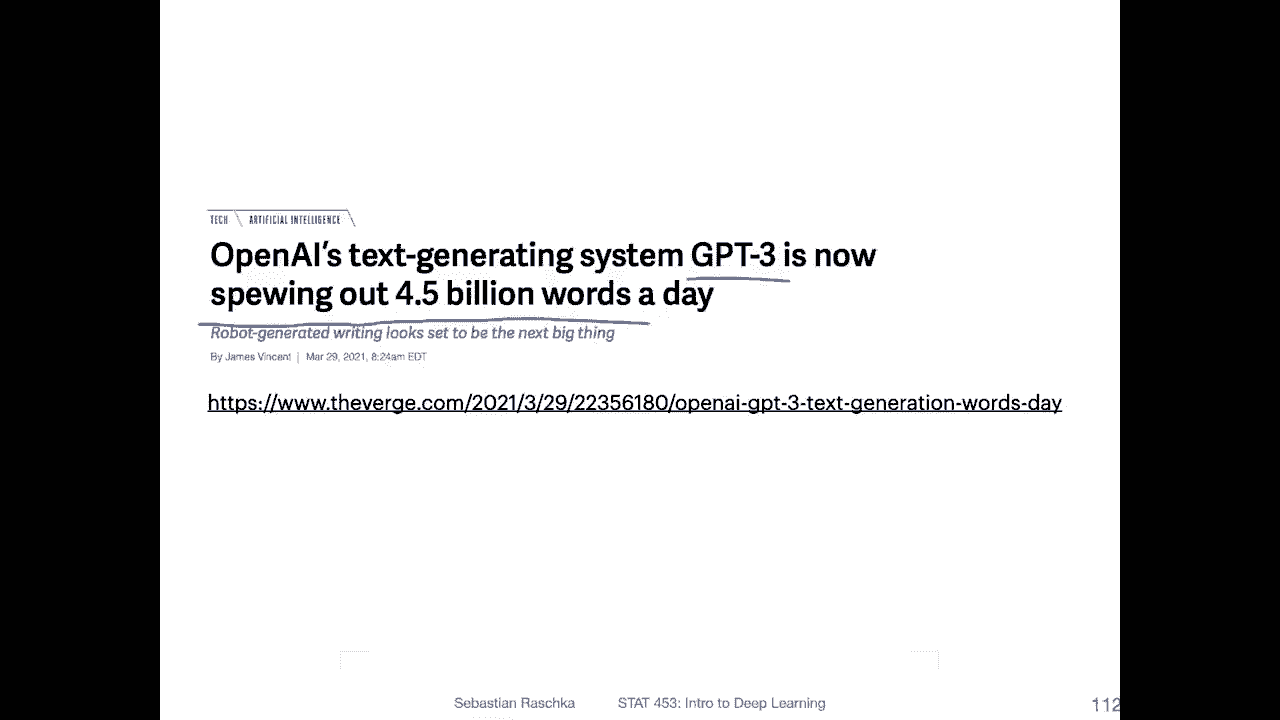 TECH ARTIFICIAL INTELLIGENCE
OpenAI's text-generating system GPT-3 is now
spewing out 4.5 billion words a day
Robot-generated writing looks set to be the next big thing
By James Vincent | Mar 29, 2021, 8:24am EDT
https://www.theverge.com/2021/3/29/22356180/openai-gpt-3-text-generation-words-day
Sebastian Raschka STAT 453: Intro to Deep Learning 112